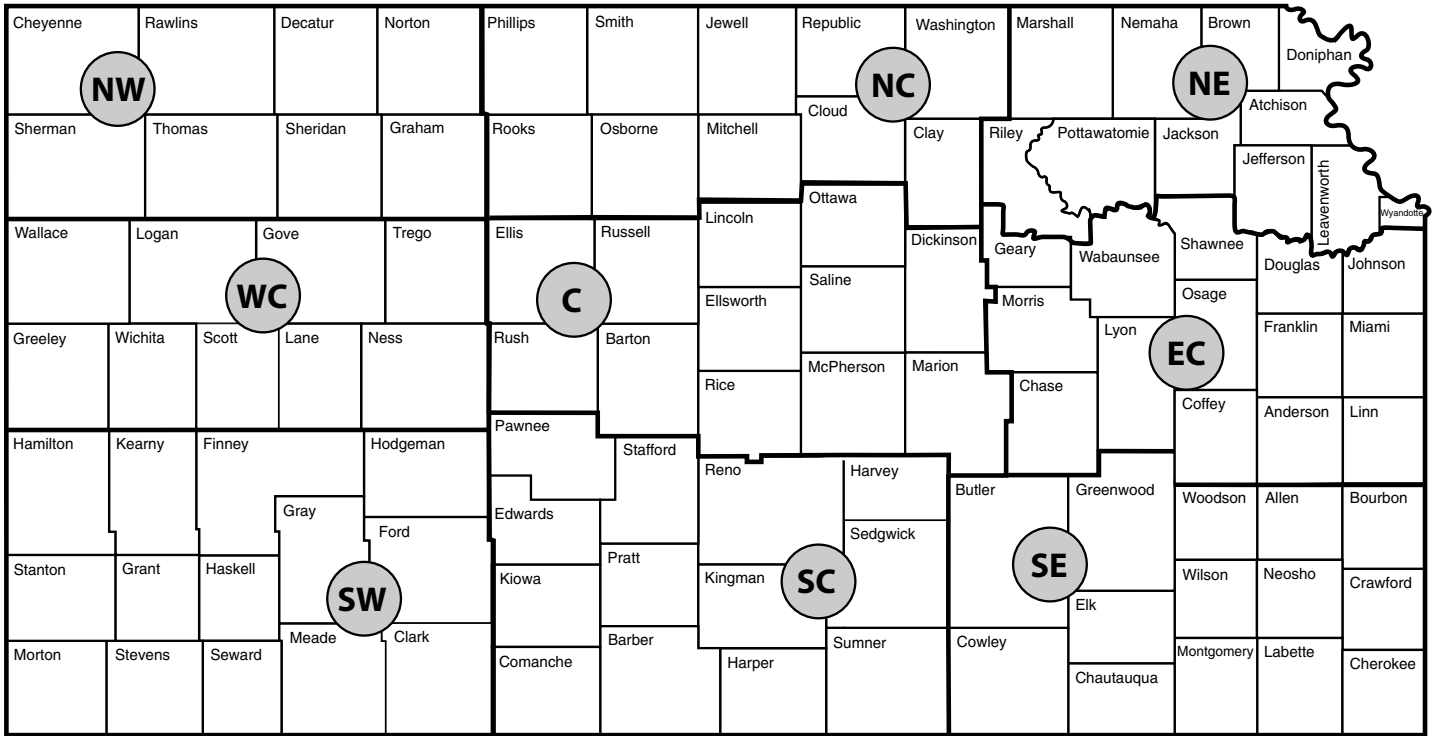 Cheyenne Rawlins Decatur Norton Phillips Smith Jewell Republic Washington Marshall Nemaha Brown
Doniphan
NW NC NE
Atchison
Cloud
Sherman Thomas Sheridan Graham Rooks Osborne Mitchell Clay Riley Pottawatomie Jackson
Jefferson
Leavenworth
Ottawa
Wyandotte
Lincoln
Wallace Logan Gove Trego Ellis Russell Dickinson Geary Wabaunsee Shawnee
Douglas Johnson
Saline
WC C
Ellsworth Morris Osage
Greeley Wichita Scott Lane Ness Rush Barton Lyon Franklin Miami
EC
McPherson Marion
Rice Chase
Coffey
Anderson Linn
Pawnee
Hamilton Kearny Finney Hodgeman Stafford
Reno Harvey
Butler Greenwood
Woodson Allen Bourbon
Gray Edwards
Ford Sedgwick
Stanton Grant Haskell Pratt SE
Kiowa Kingman SC Wilson Neosho
Crawford
SW
Elk
Meade Clark Barber Sumner Cowley
Morton Stevens Seward Montgomery Labette
Comanche Harper Cherokee
Chautauqua